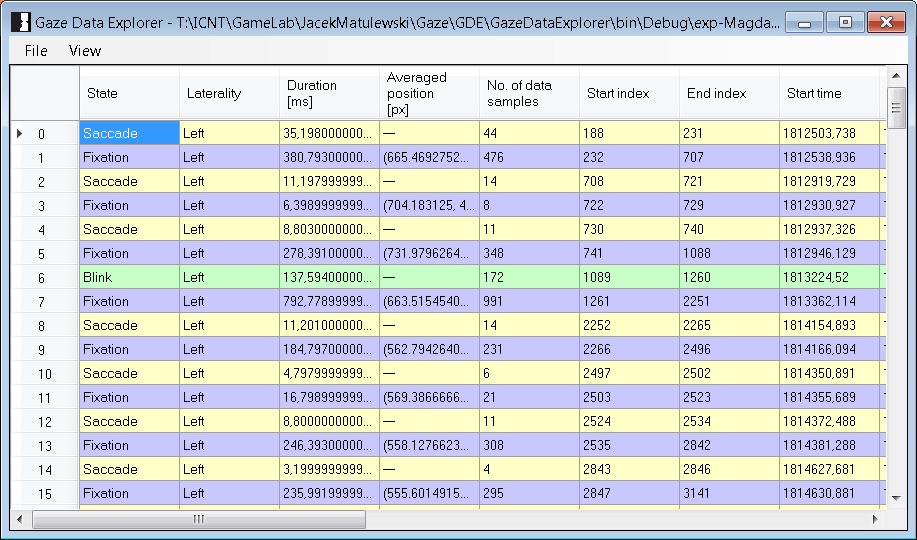 Gaze Data Explorer - T:\ICNT\GameLab\JacekMatulewski\Gaze\GDE\GazeDataExplorer\bin\Debug\exp-Magda...
File View
State Laterality Duration [ms] Averaged position [px] No. of data samples Start index End index Start time
0 Saccade Left 35,198000000... — 44 188 231 1812503,738
1 Fixation Left 380,79300000... (665.4692752... 476 232 707 1812538,936
2 Saccade Left 11,197999999... — 14 708 721 1812919,729
3 Fixation Left 6,3989999999... (704.183125, 4... 8 722 729 1812930,927
4 Saccade Left 8,8030000000... — 11 730 740 1812937,326
5 Fixation Left 278,39100000... (731.9796264... 348 741 1088 1812946,129
6 Blink Left 137,59400000... — 172 1089 1260 1813224,52
7 Fixation Left 792,77899999... (663.5154540... 991 1261 2251 1813362,114
8 Saccade Left 11,201000000... — 14 2252 2265 1814154,893
9 Fixation Left 184,79700000... (562.7942640... 231 2266 2496 1814166,094
10 Saccade Left 4,7979999999... — 6 2497 2502 1814350,891
11 Fixation Left 16,798999999... (569.3866666... 21 2503 2523 1814355,689
12 Saccade Left 8,8000000000... — 11 2524 2534 1814372,488
13 Fixation Left 246,39300000... (558.1276623... 308 2535 2842 1814381,288
14 Saccade Left 3,1999999999... — 4 2843 2846 1814627,681
15 Fixation Left 235,99199999... (555.6014915... 295 2847 3141 1814630,881